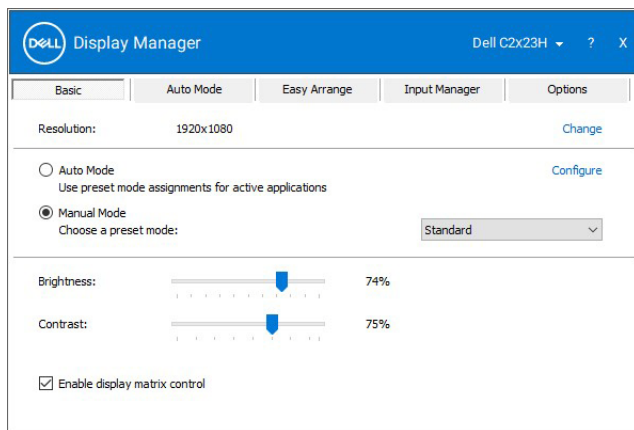 DELL Display Manager Dell C2x23H ? X
Basic Auto Mode Easy Arrange Input Manager Options
Resolution: 1920x1080 Change
Auto Mode Configure
Use preset mode assignments for active applications
Manual Mode
Choose a preset mode: Standard
Brightness: 74%
Contrast: 75%
Enable display matrix control